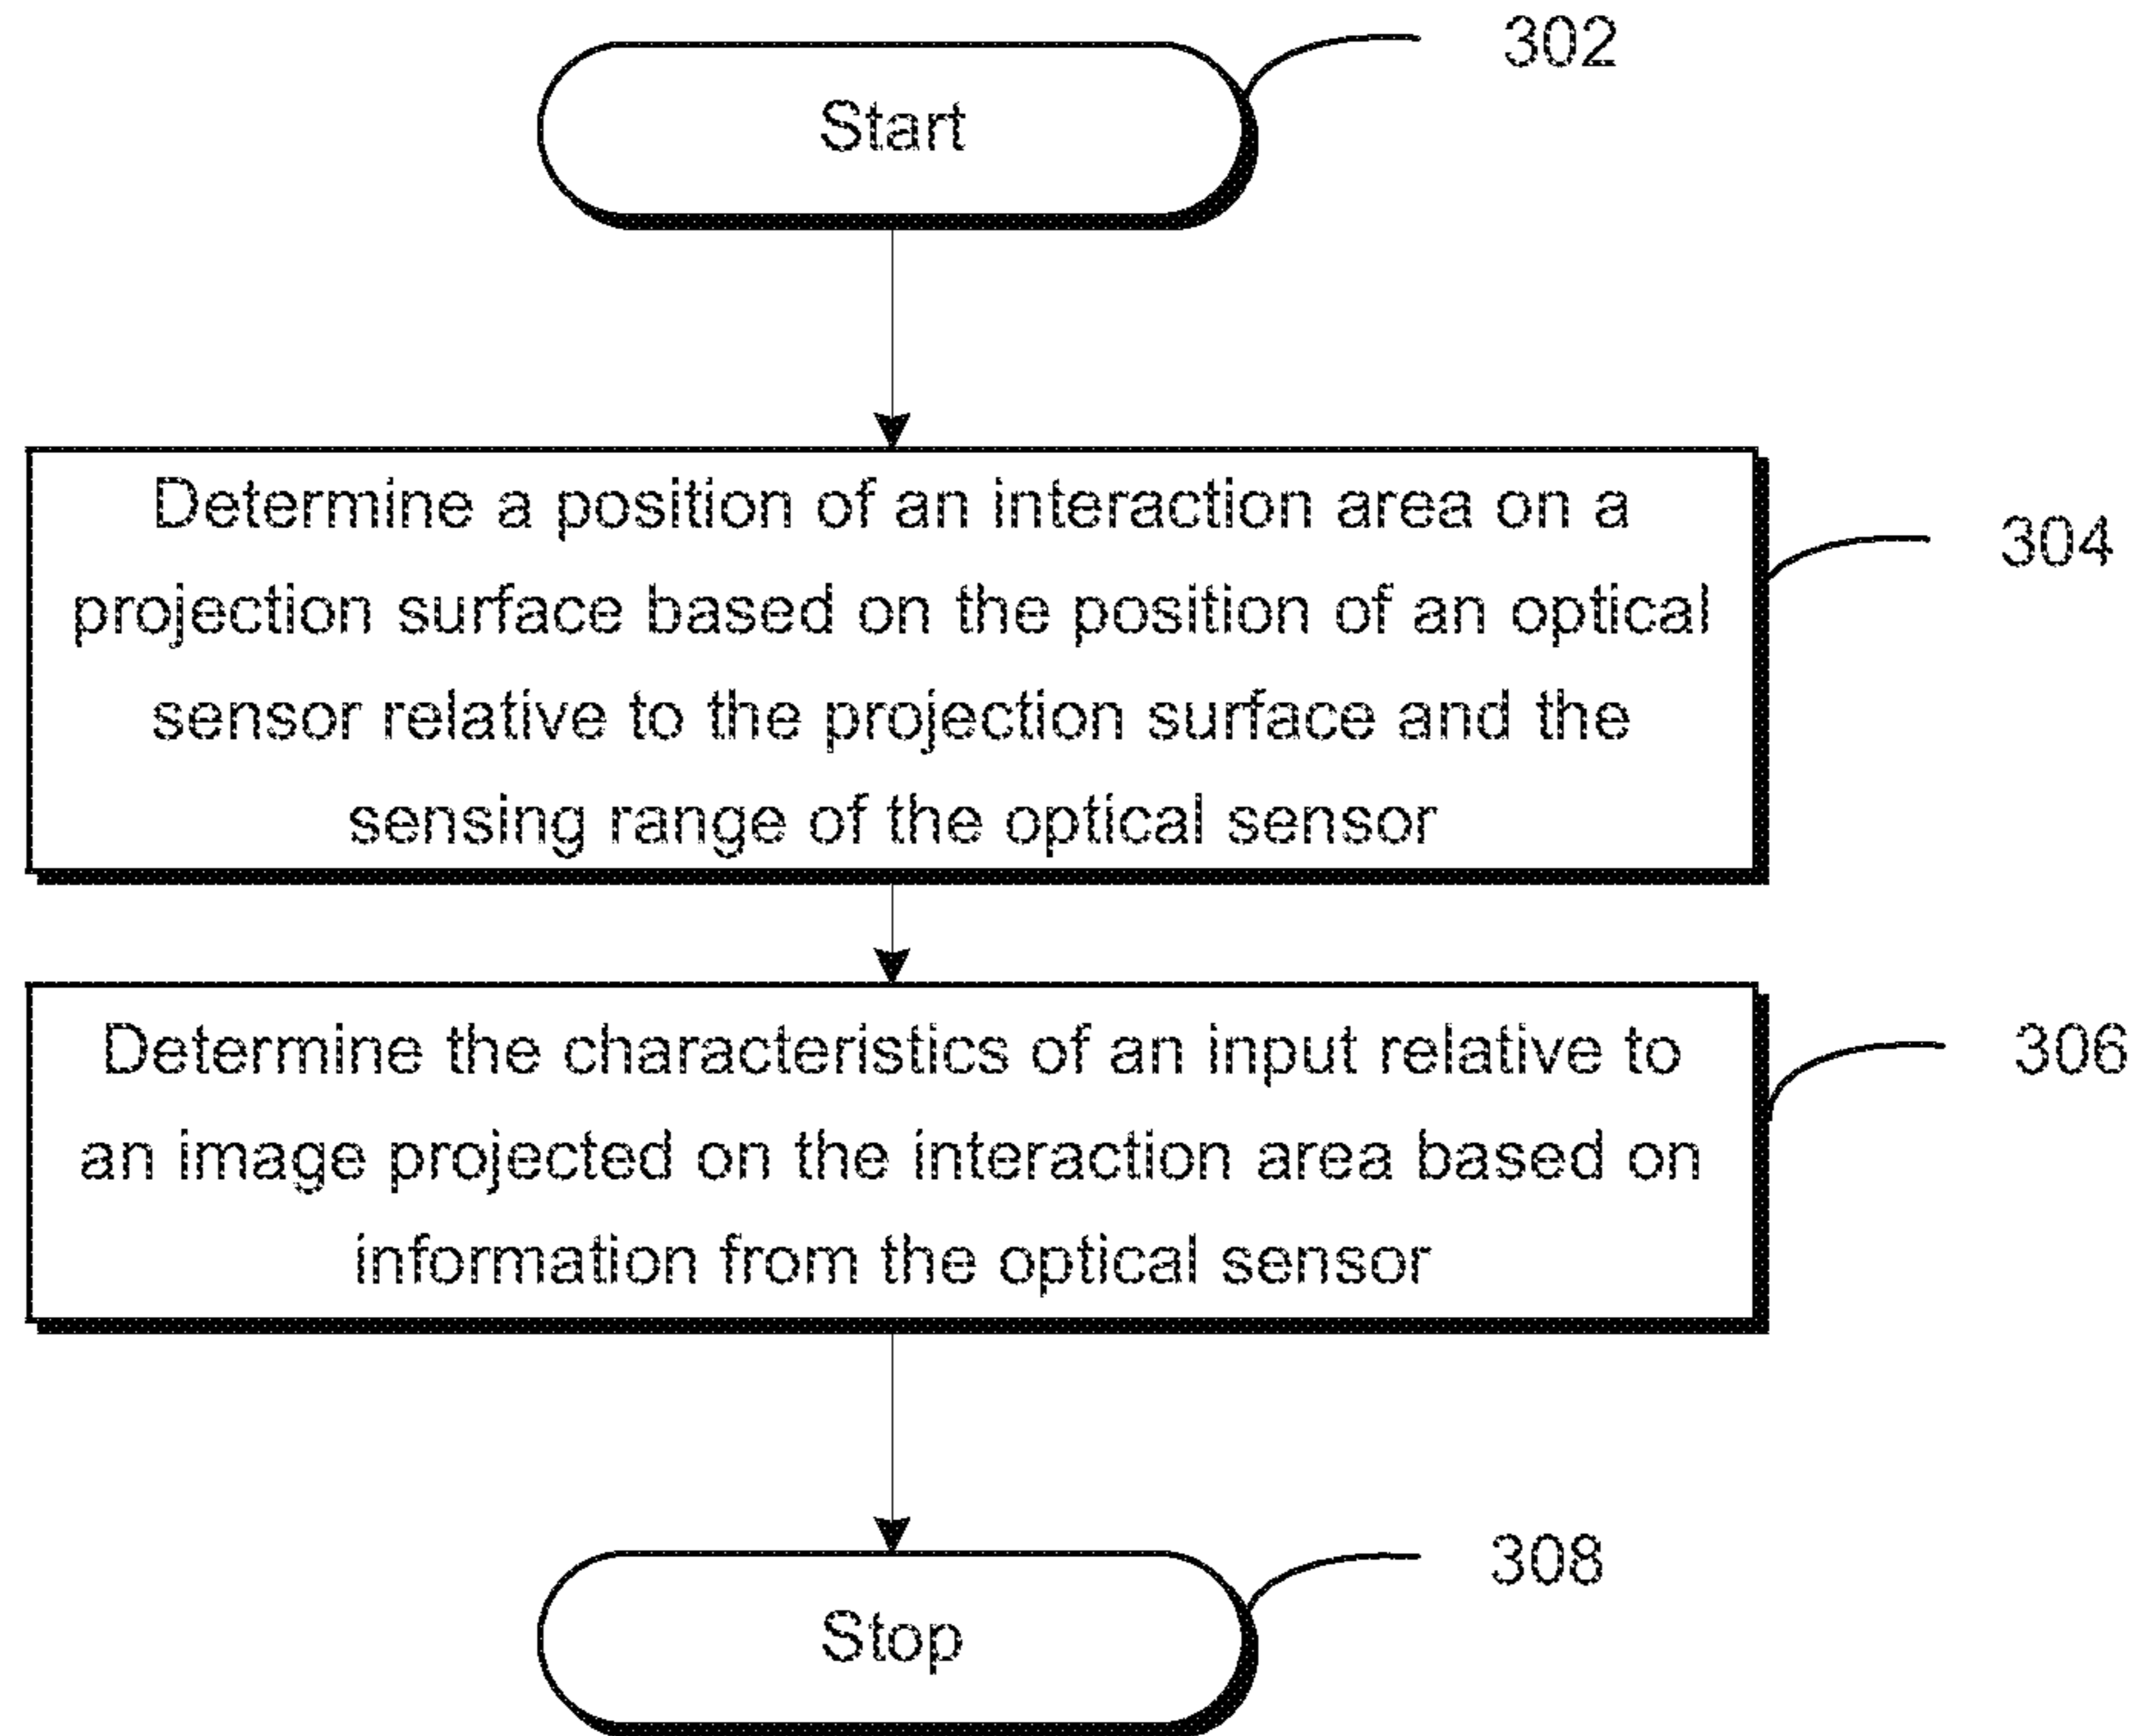 302
Start
Determine a position of an interaction area on a
projection surface based on the position of an optical
sensor relative to the projection surface and the
sensing range of the optical sensor
304
Determine the characteristics of an input relative to
an image projected on the interaction area based on
information from the optical sensor
306
308
Stop